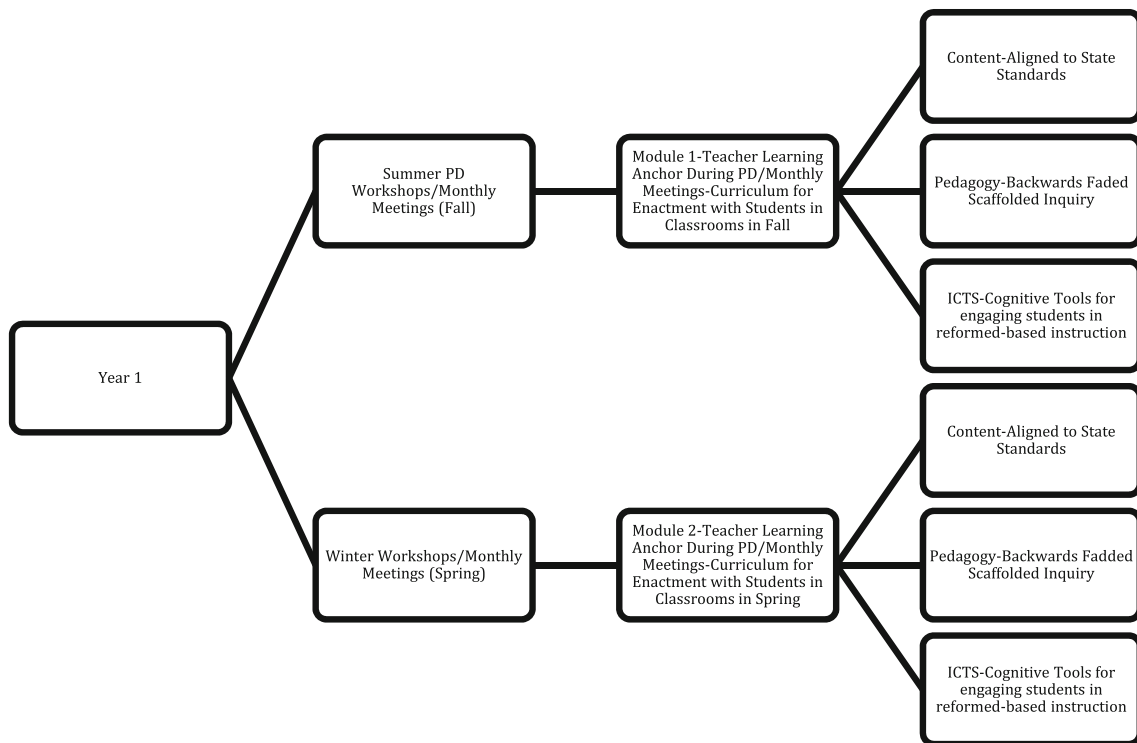 Year 1
Summer PD
Workshops/Monthly
Meetings (Fall)
Module 1-Teacher Learning
Anchor During PD/Monthly
Meetings-Curriculum for
Enactment with Students in
Classrooms in Fall
Content-Aligned to State
Standards
Pedagogy-Backwards Faded
Scaffolded Inquiry
ICTS-Cognitive Tools for
engaging students in
reformed-based instruction
Winter Workshops/Monthly
Meetings (Spring)
Module 2-Teacher Learning
Anchor During PD/Monthly
Meetings-Curriculum for
Enactment with Students in
Classrooms in Spring
Content-Aligned to State
Standards
Pedagogy-Backwards Fadded
Scaffolded Inquiry
ICTS-Cognitive Tools for
engaging students in
reformed-based instruction